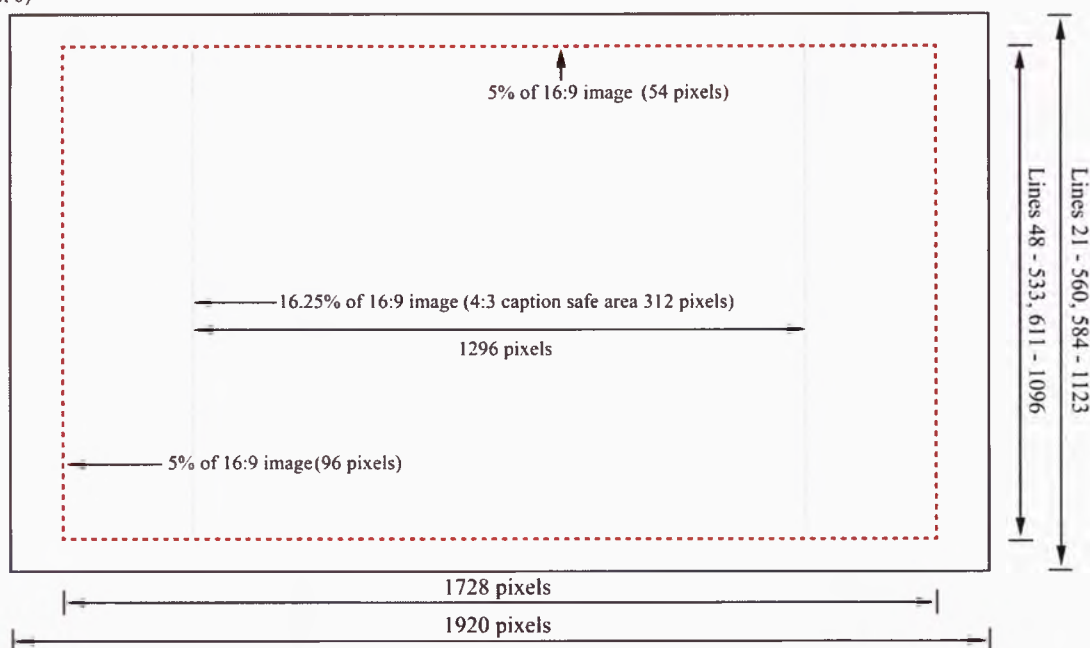 5% of 16:9 image (54 pixels)
16.25% of 16:9 image (4:3 caption safe area 312 pixels)
1296 pixels
5% of 16:9 image (96 pixels)
Lines 48 - 533, 611 - 1096
Lines 21 - 560, 584 - 1123
1728 pixels
1920 pixels